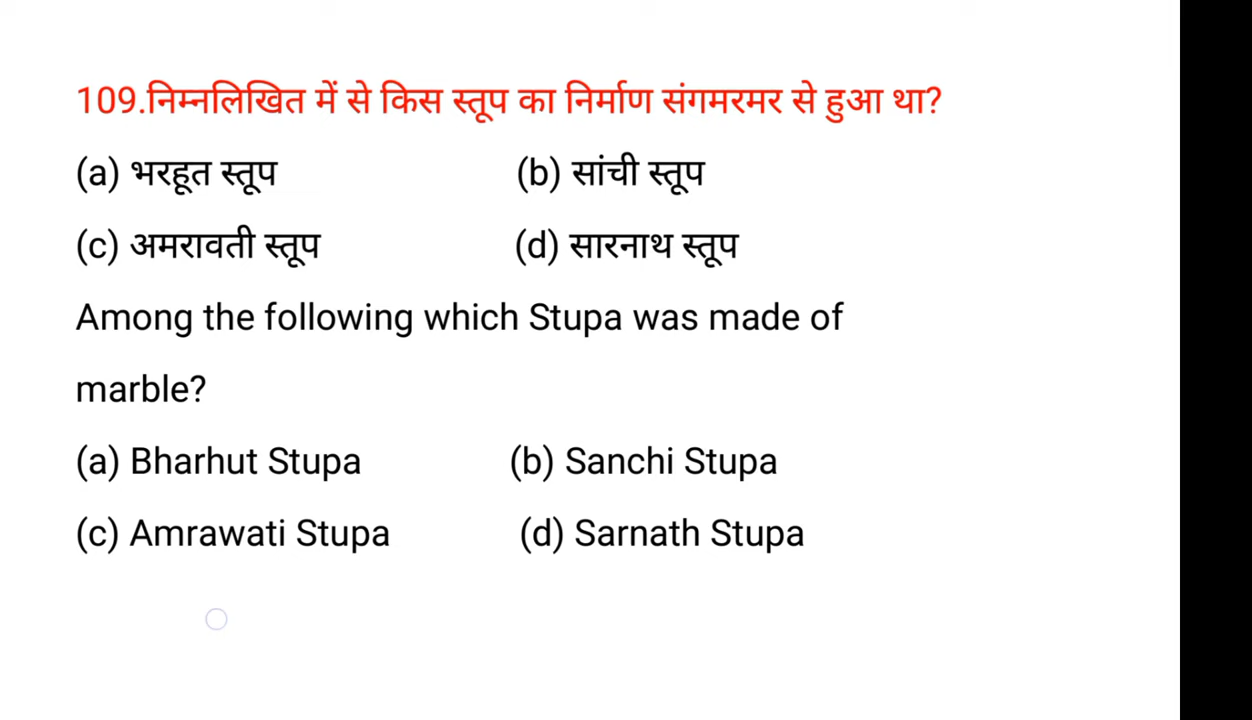 109.निम्नलिखित में से किस स्तूप का निर्माण संगमरमर से हुआ था?
(a) भरहूत स्तूप (b) सांची स्तूप
(c) अमरावती स्तूप (d) सारनाथ स्तूप
Among the following which Stupa was made of
marble?
(a) Bharhut Stupa (b) Sanchi Stupa
(c) Amrawati Stupa (d) Sarnath Stupa